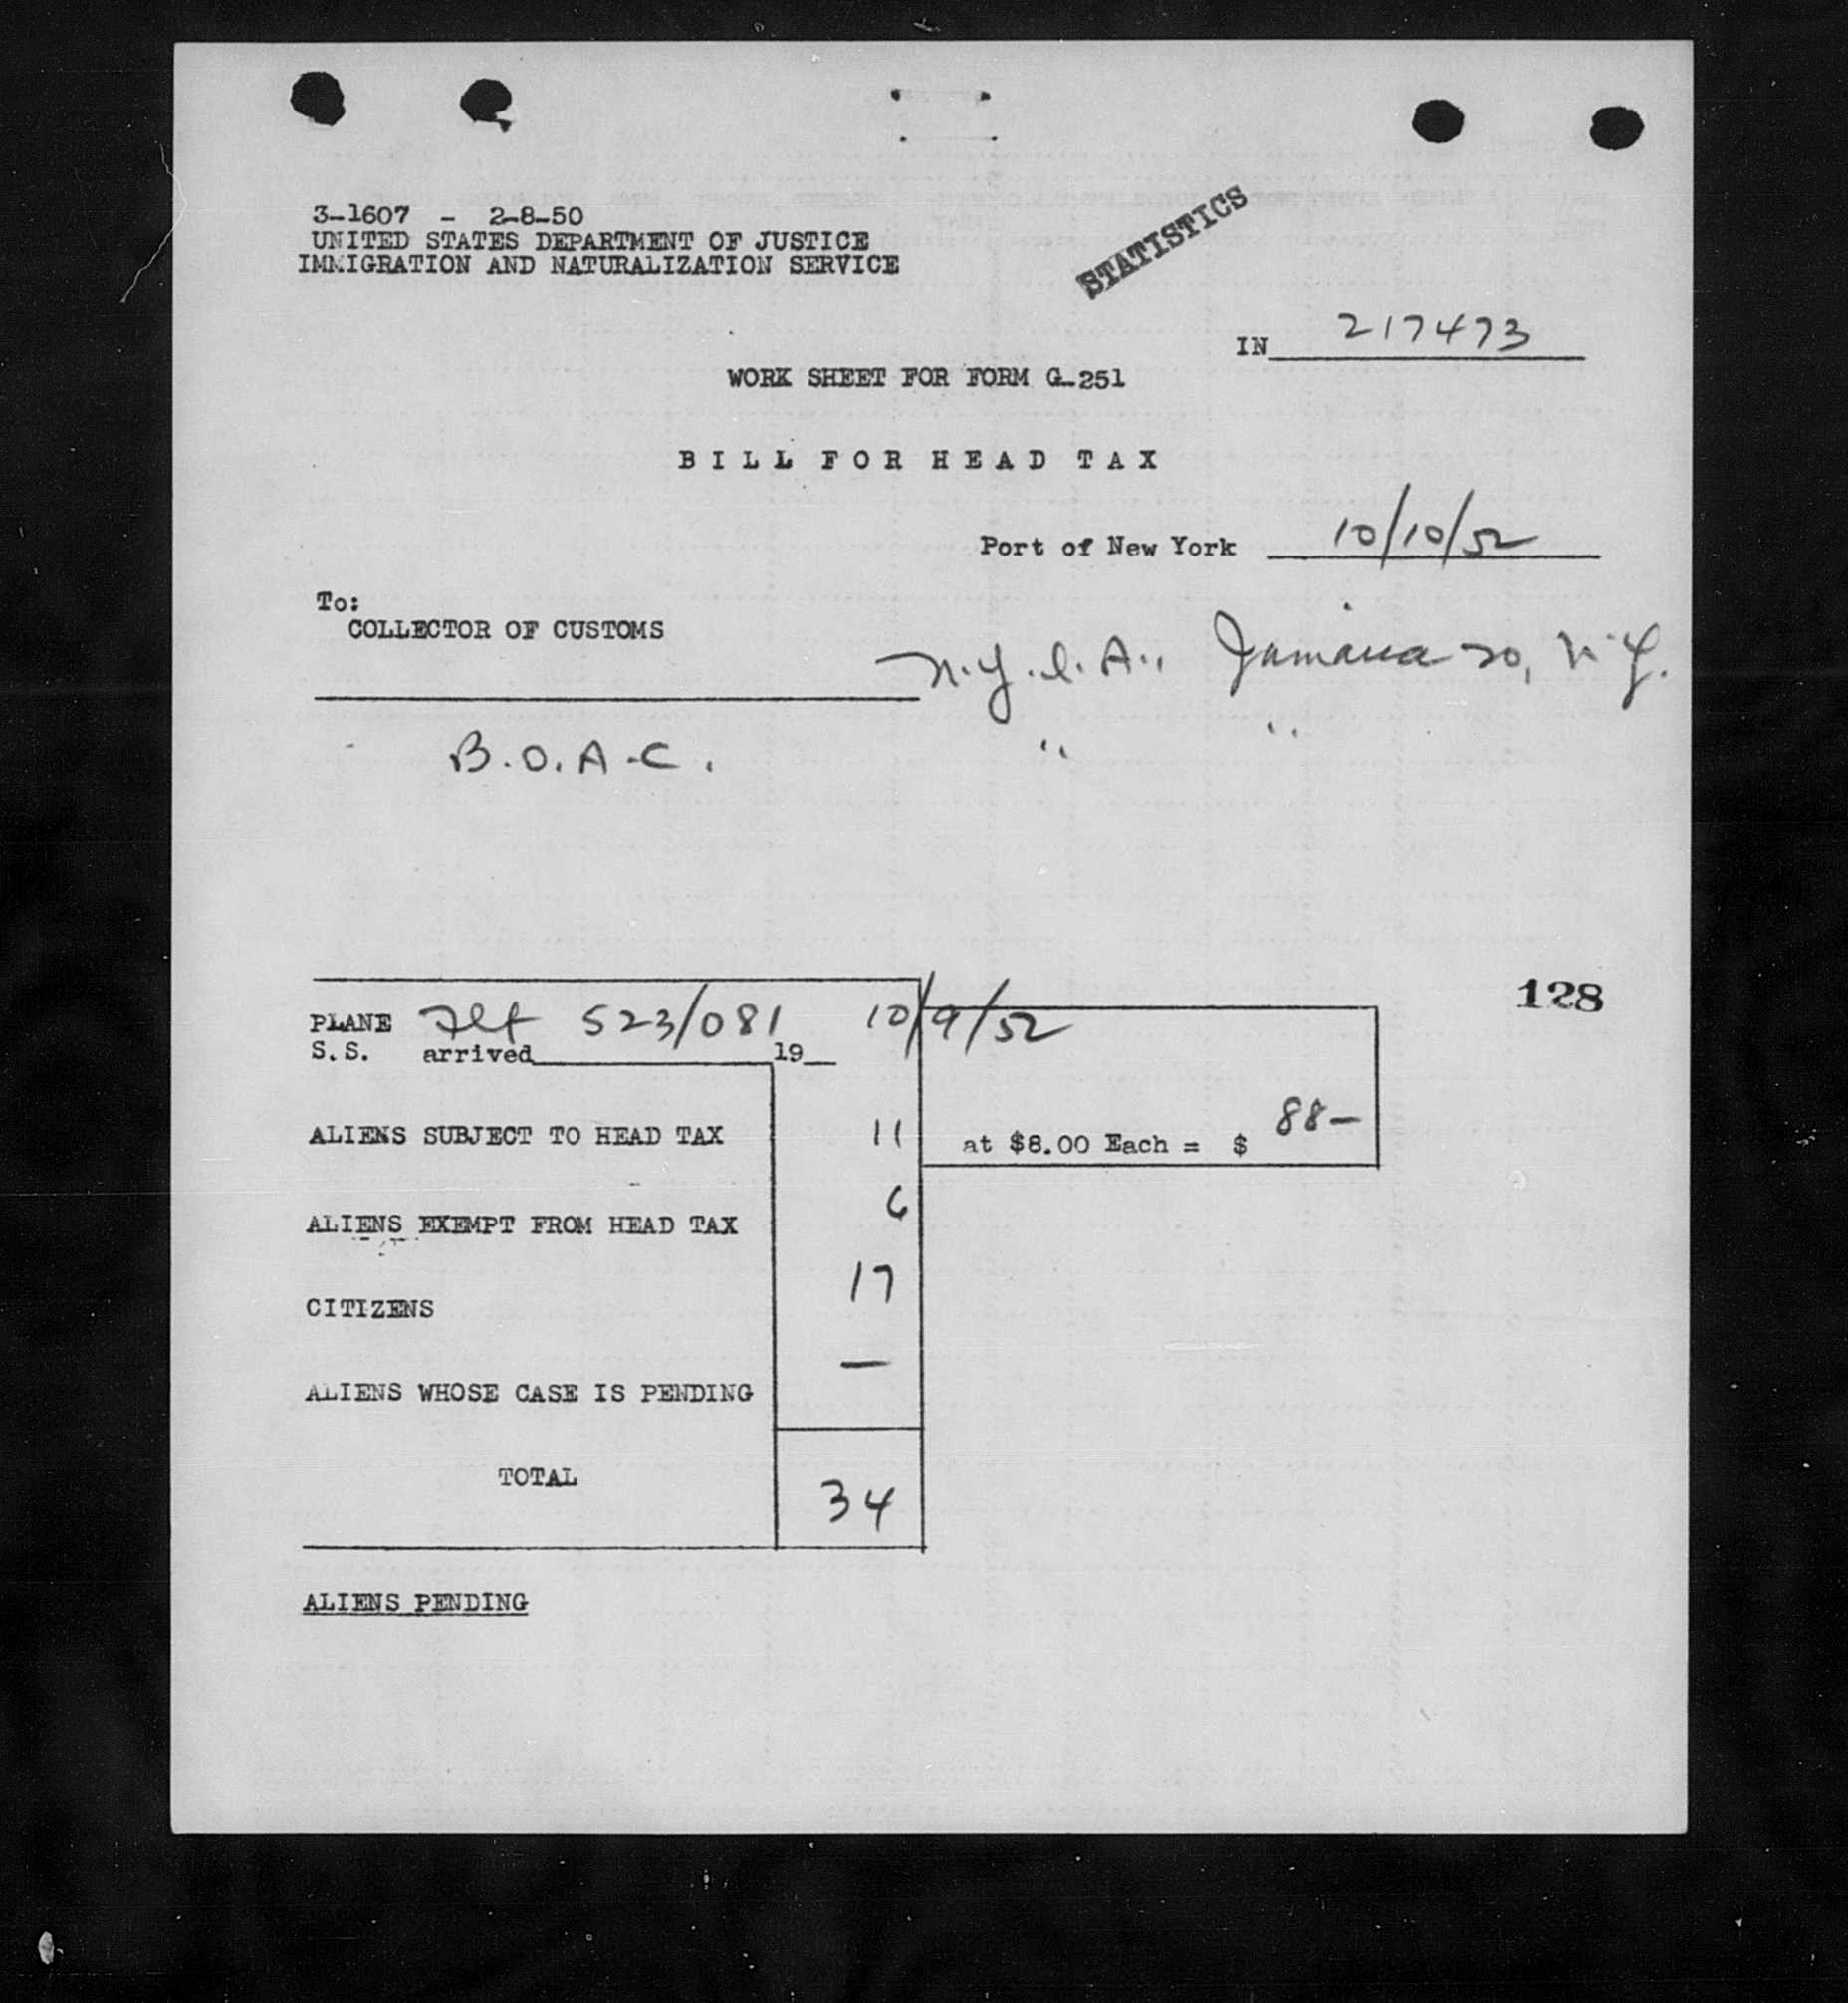 3-1607 - 2-8-50
UNITED STATES DEPARTMENT OF JUSTICE
IMMIGRATION AND NATURALIZATION SERVICE
STATISTICS
IN 217473
WORK SHEET FOR FORM G-251
BILL FOR HEAD TAX
Port of New York 10/10/52
To:
COLLECTOR OF CUSTOMS
N.Y.I.A., Jamaica 20, N.Y.
B.O.A.C. " "
128
PLANE Flt 523/081 10/9/52
S.S. arrived 19
ALIENS SUBJECT TO HEAD TAX 11 at $8.00 Each = $ 88-
ALIENS EXEMPT FROM HEAD TAX 6
CITIZENS 17
ALIENS WHOSE CASE IS PENDING —
TOTAL 34
ALIENS PENDING